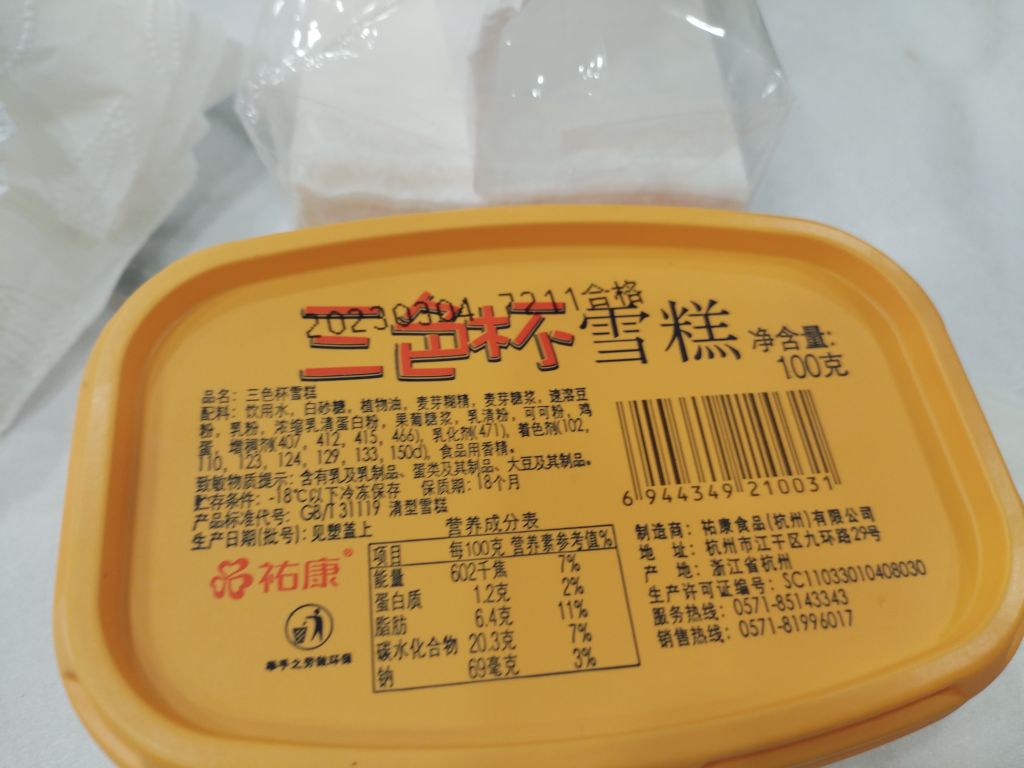 20230304 7211合格
三色杯雪糕
净含量:
100克
品名：三色杯雪糕
配料：饮用水，白砂糖，植物油，麦芽糊精，麦芽糖浆，速溶豆
粉，乳粉，浓缩乳清蛋白粉，果葡糖浆，乳清粉，可可粉，鸡
蛋，增稠剂(407，412，415，466)，乳化剂(471)，着色剂(102，
110，123，124，129，133，150d)，食品用香精。
致敏物质提示：含有乳及乳制品、蛋类及其制品、大豆及其制品。
贮存条件：-18℃以下冷冻保存 保质期：18个月
产品标准代号：GB/T 31119 清型雪糕
生产日期(批号)：见塑盖上
6 944349 210031
祐康®
牵手之劳做环保
营养成分表
项目 每100克 营养素参考值%
能量 602千焦 7%
蛋白质 1.2克 2%
脂肪 6.4克 11%
碳水化合物 20.3克 7%
钠 69毫克 3%
制造商：祐康食品(杭州)有限公司
地 址：杭州市江干区九环路29号
产 地：浙江省杭州
生产许可证编号：SC11033010408030
服务热线：0571-85143343
销售热线：0571-81996017